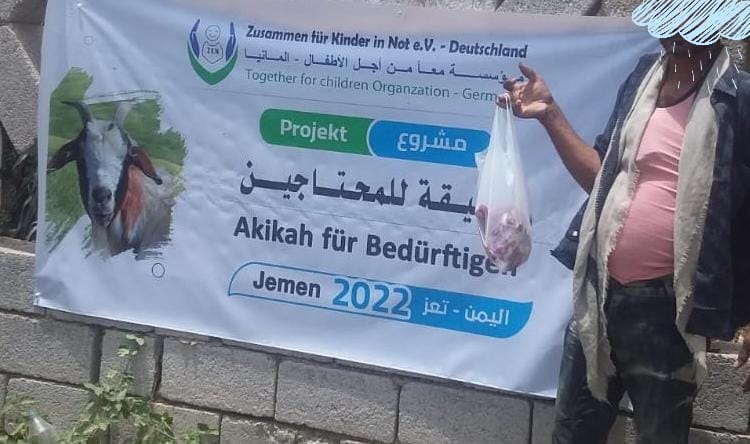 Zusammen für Kinder in Not e.V. - Deutschland
مؤسسة معاً من أجل الأطفال - المانيا
Together for children Organzation - Germ
ZKN
Projekt
مشروع
للمحتاجين
Akikah für Bedürftigen
Jemen 2022 اليمن - تعز